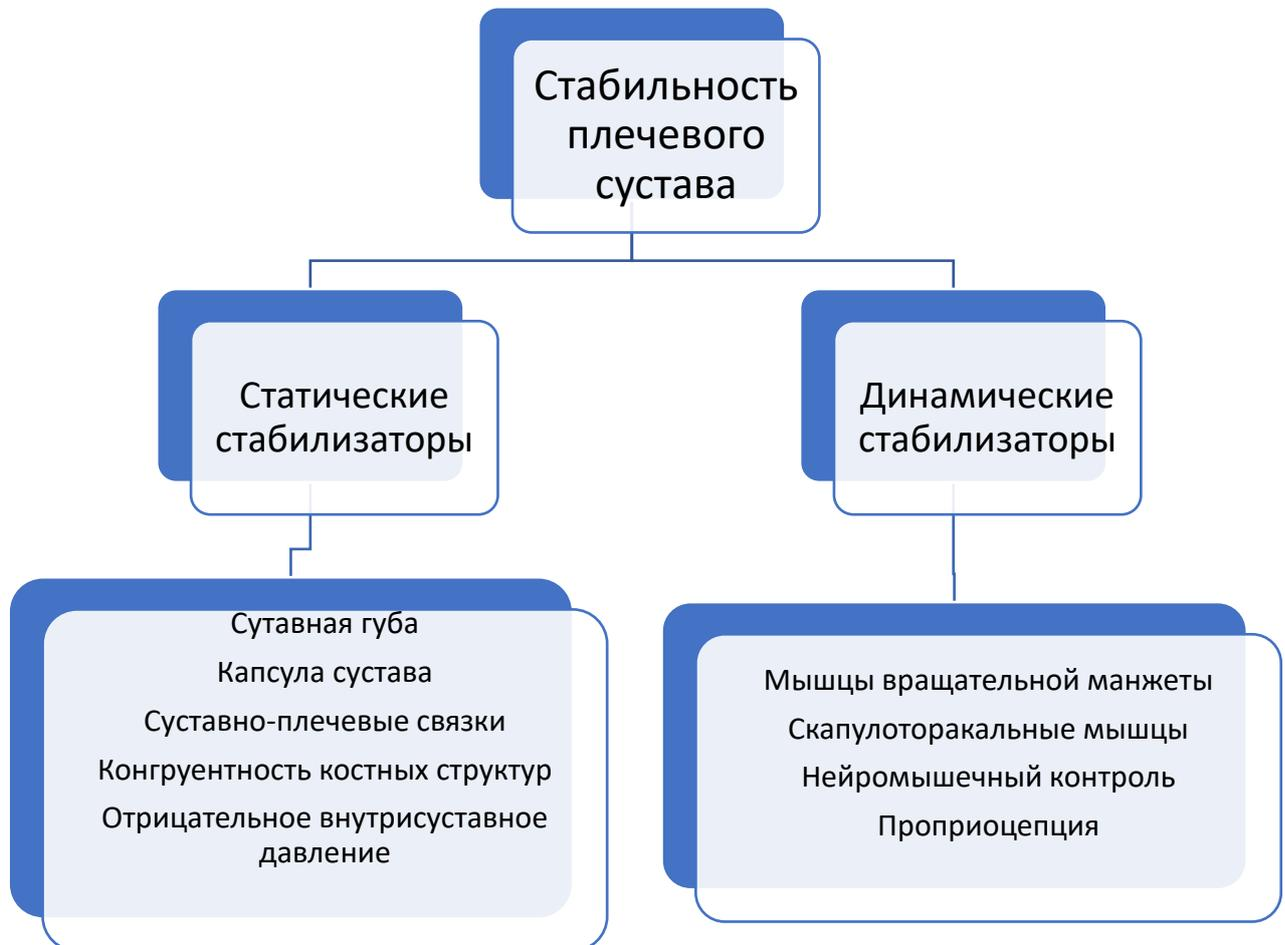 Стабильность
плечевого
сустава
Статические
стабилизаторы
Динамические
стабилизаторы
Сутавная губа
Капсула сустава
Суставно-плечевые связки
Конгруентность костных структур
Отрицательное внутрисуставное
давление
Мышцы вращательной манжеты
Скапулоторакальные мышцы
Нейромышечный контроль
Проприоцепция